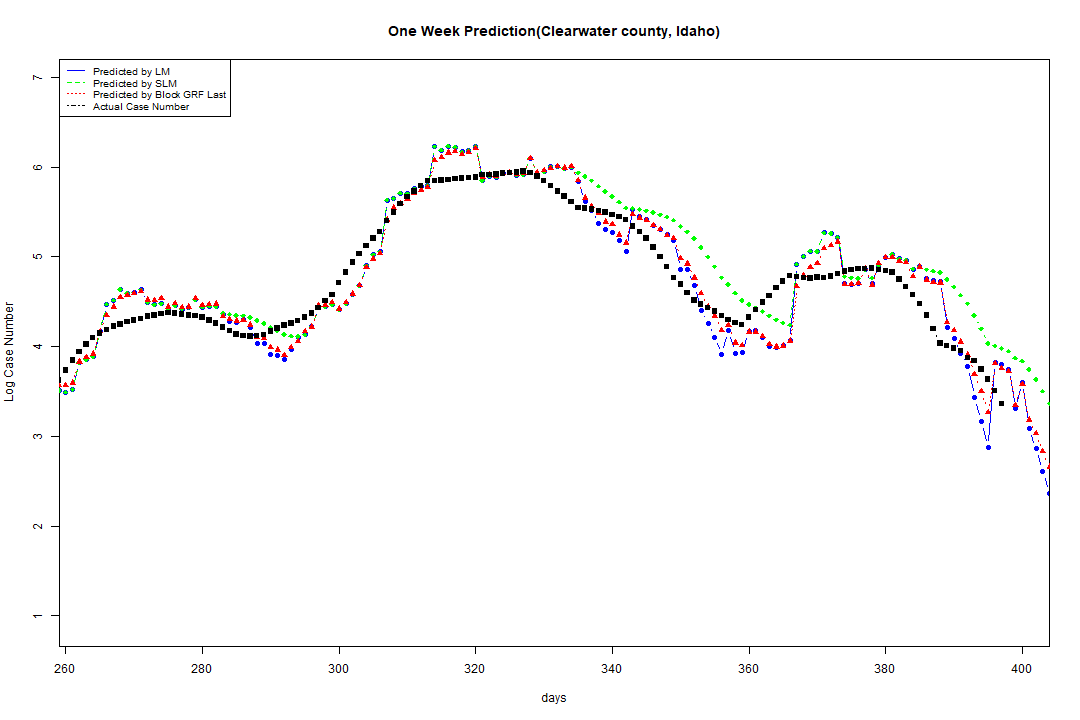 One Week Prediction(Clearwater county, Idaho)
Predicted by LM
Predicted by SLM
Predicted by Block GRF Last
Actual Case Number
7
6
5
4
3
2
1
Log Case Number
260 280 300 320 340 360 380 400
days